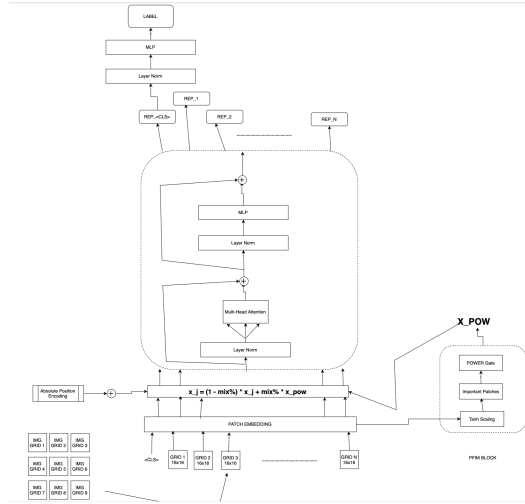 LABEL
MLP
Layer Norm
REP_<CLS>
REP_1
REP_2
REP_N
MLP
Layer Norm
Multi-Head Attention
Layer Norm
X_POW
POWER Gate
Important Patches
Tanh Scaling
PFIM BLOCK
Absolute Position
Encoding
x_j = (1 - mix%) * x_j + mix% * x_pow
PATCH EMBEDDING
<CLS>
GRID 1
16x16
GRID 2
16x16
GRID 3
16x16
GRID N
16x16
IMG
GRID 1
IMG
GRID 2
IMG
GRID 3
IMG
GRID 4
IMG
GRID 5
IMG
GRID 6
IMG
GRID 7
IMG
GRID 8
IMG
GRID 9